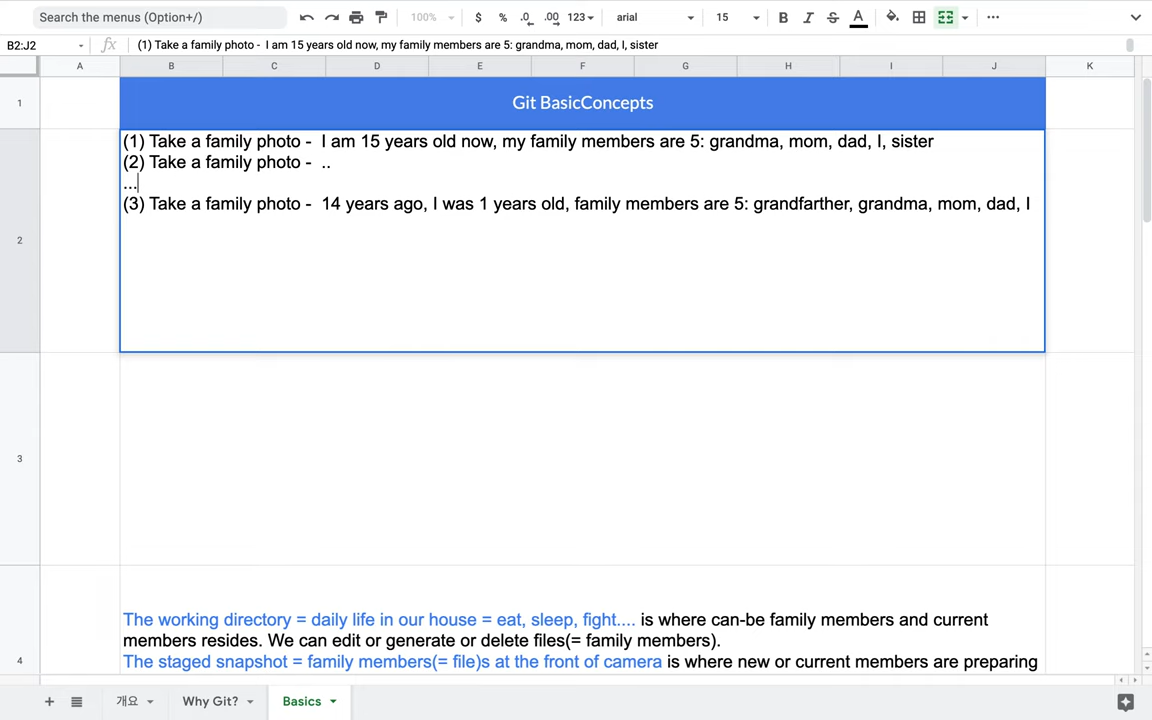 Search the menus (Option+/)
100%
$ % .0 .00 123
arial
15
B I S A
B2:J2
fx
(1) Take a family photo - I am 15 years old now, my family members are 5: grandma, mom, dad, I, sister
A B C D E F G H I J K
1
Git BasicConcepts
(1) Take a family photo - I am 15 years old now, my family members are 5: grandma, mom, dad, I, sister
(2) Take a family photo - ..
...
(3) Take a family photo - 14 years ago, I was 1 years old, family members are 5: grandfarther, grandma, mom, dad, I
2
3
The working directory = daily life in our house = eat, sleep, fight.... is where can-be family members and current
members resides. We can edit or generate or delete files(= family members).
4
The staged snapshot = family members(= file)s at the front of camera is where new or current members are preparing
개요
Why Git?
Basics